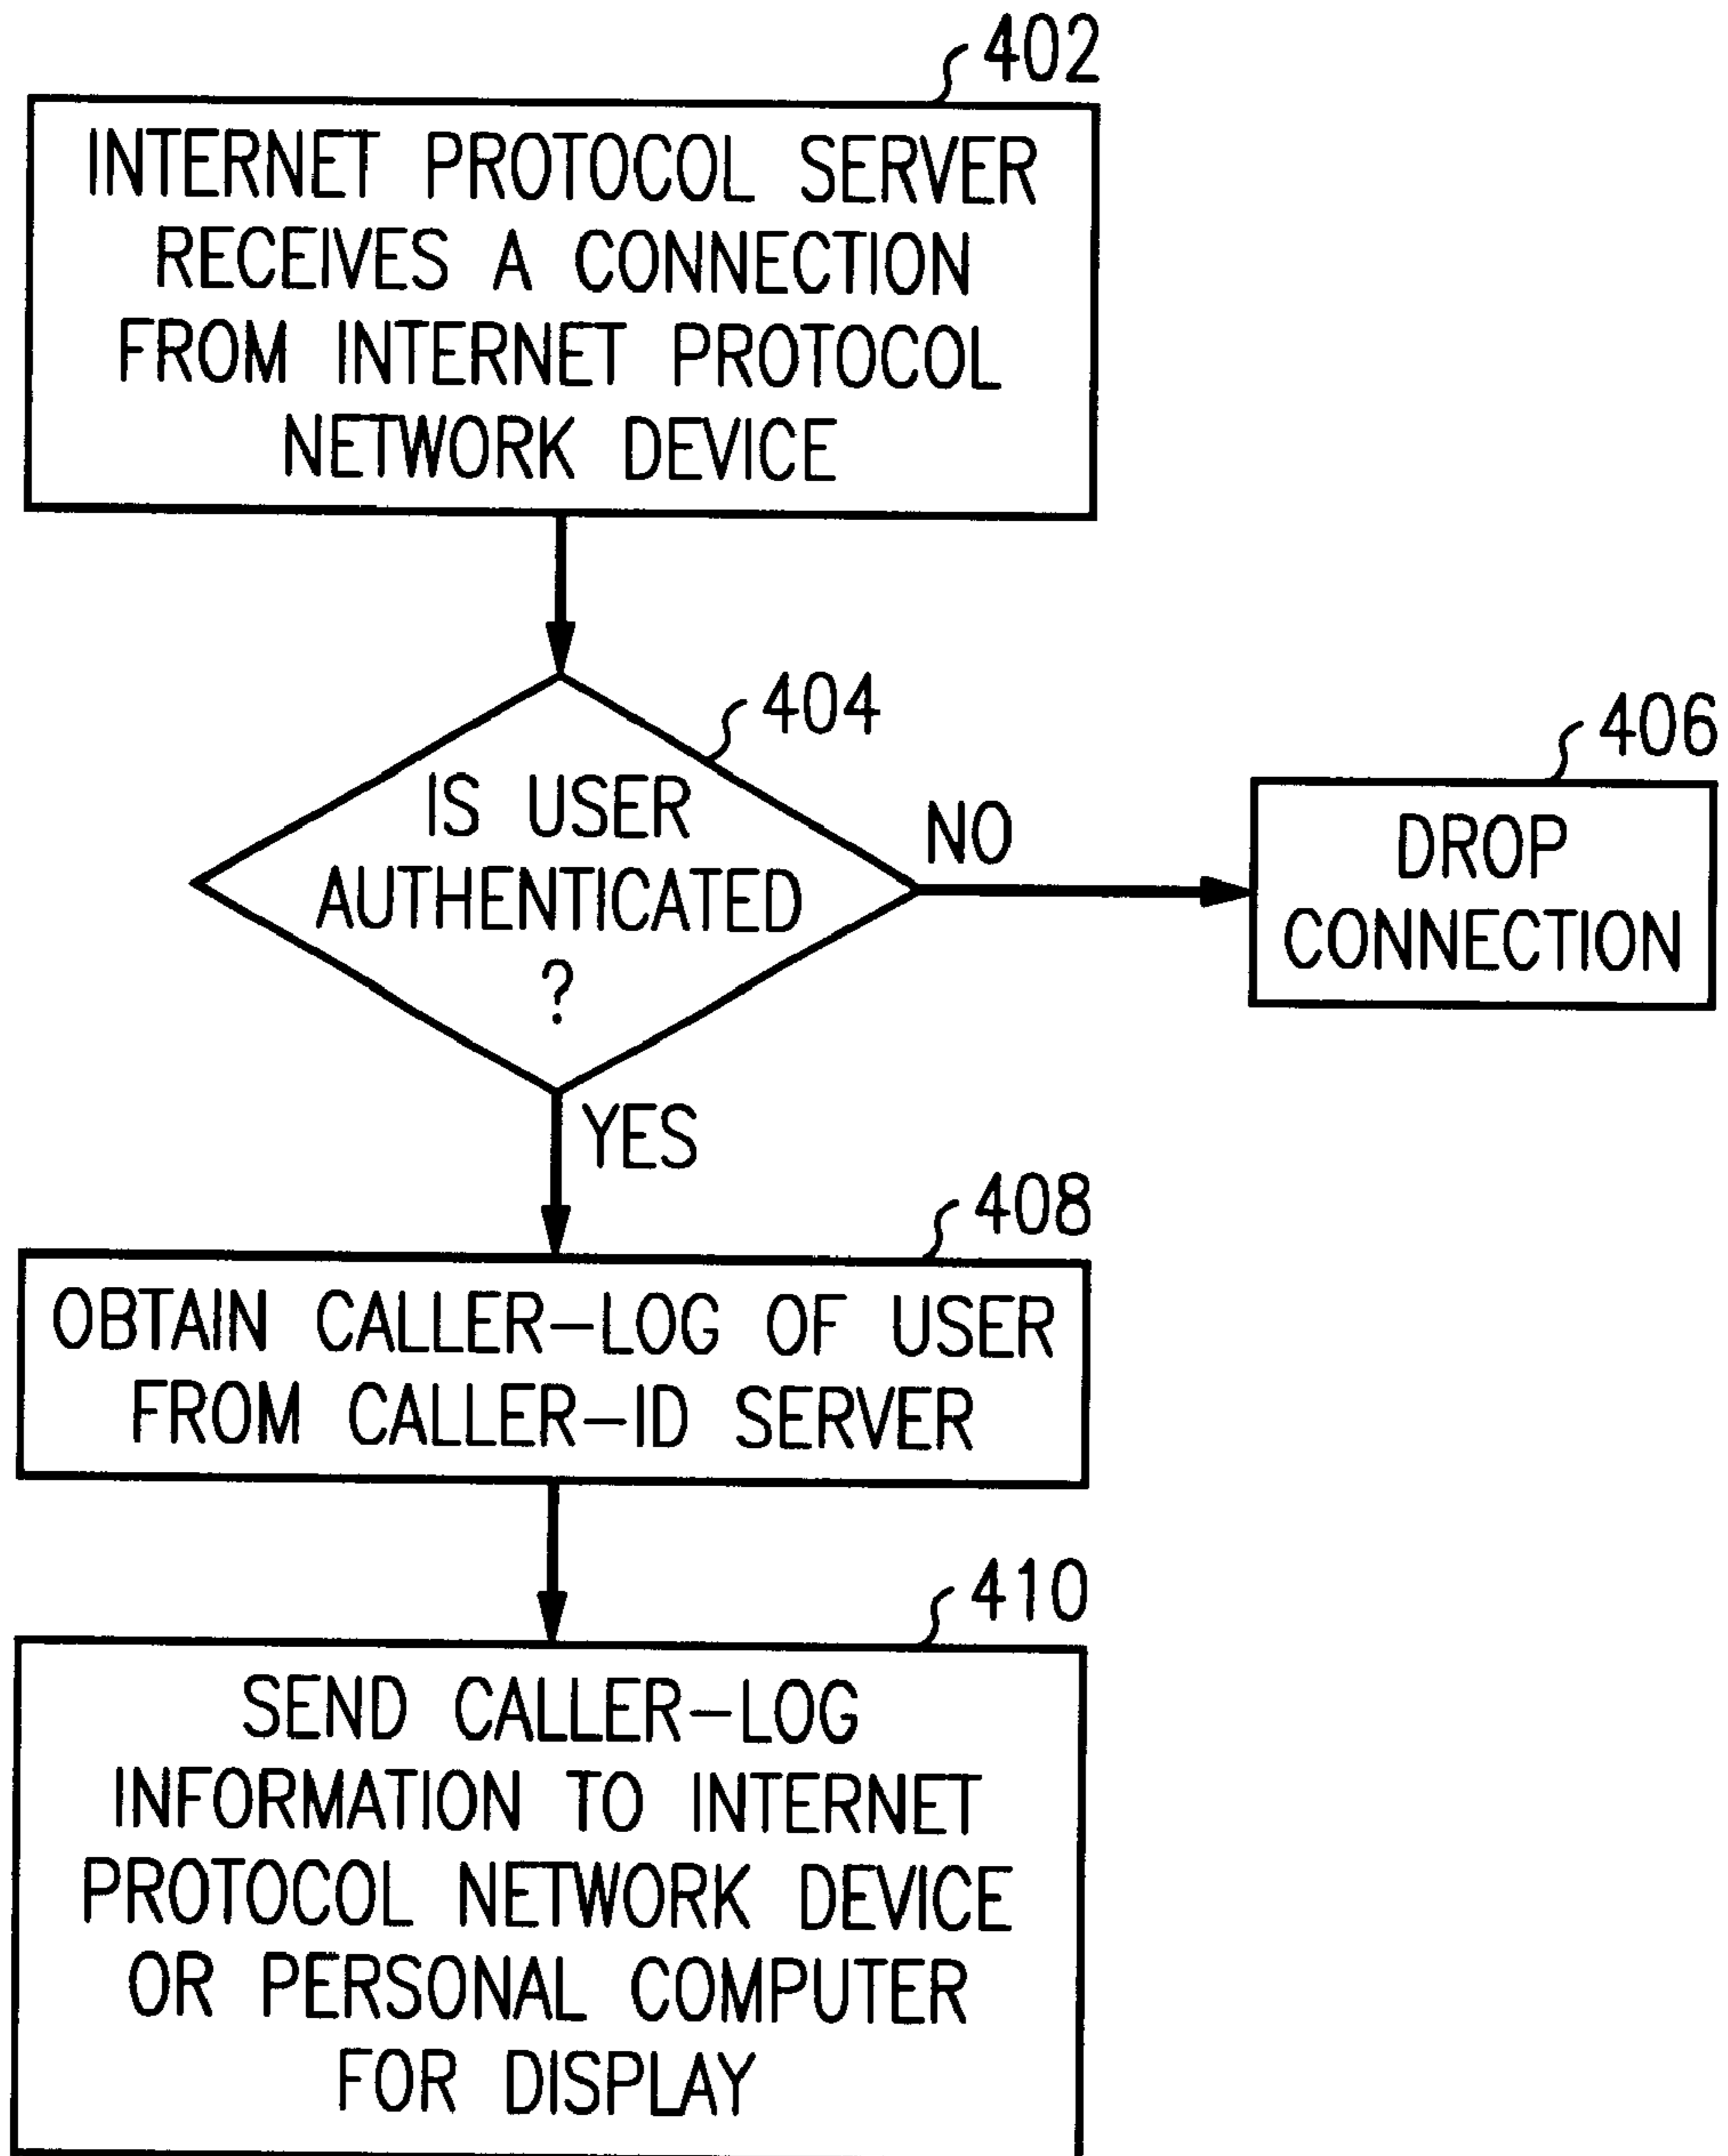 402
INTERNET PROTOCOL SERVER
RECEIVES A CONNECTION
FROM INTERNET PROTOCOL
NETWORK DEVICE
404
IS USER
AUTHENTICATED
?
NO
406
DROP
CONNECTION
YES
408
OBTAIN CALLER-LOG OF USER
FROM CALLER-ID SERVER
410
SEND CALLER-LOG
INFORMATION TO INTERNET
PROTOCOL NETWORK DEVICE
OR PERSONAL COMPUTER
FOR DISPLAY